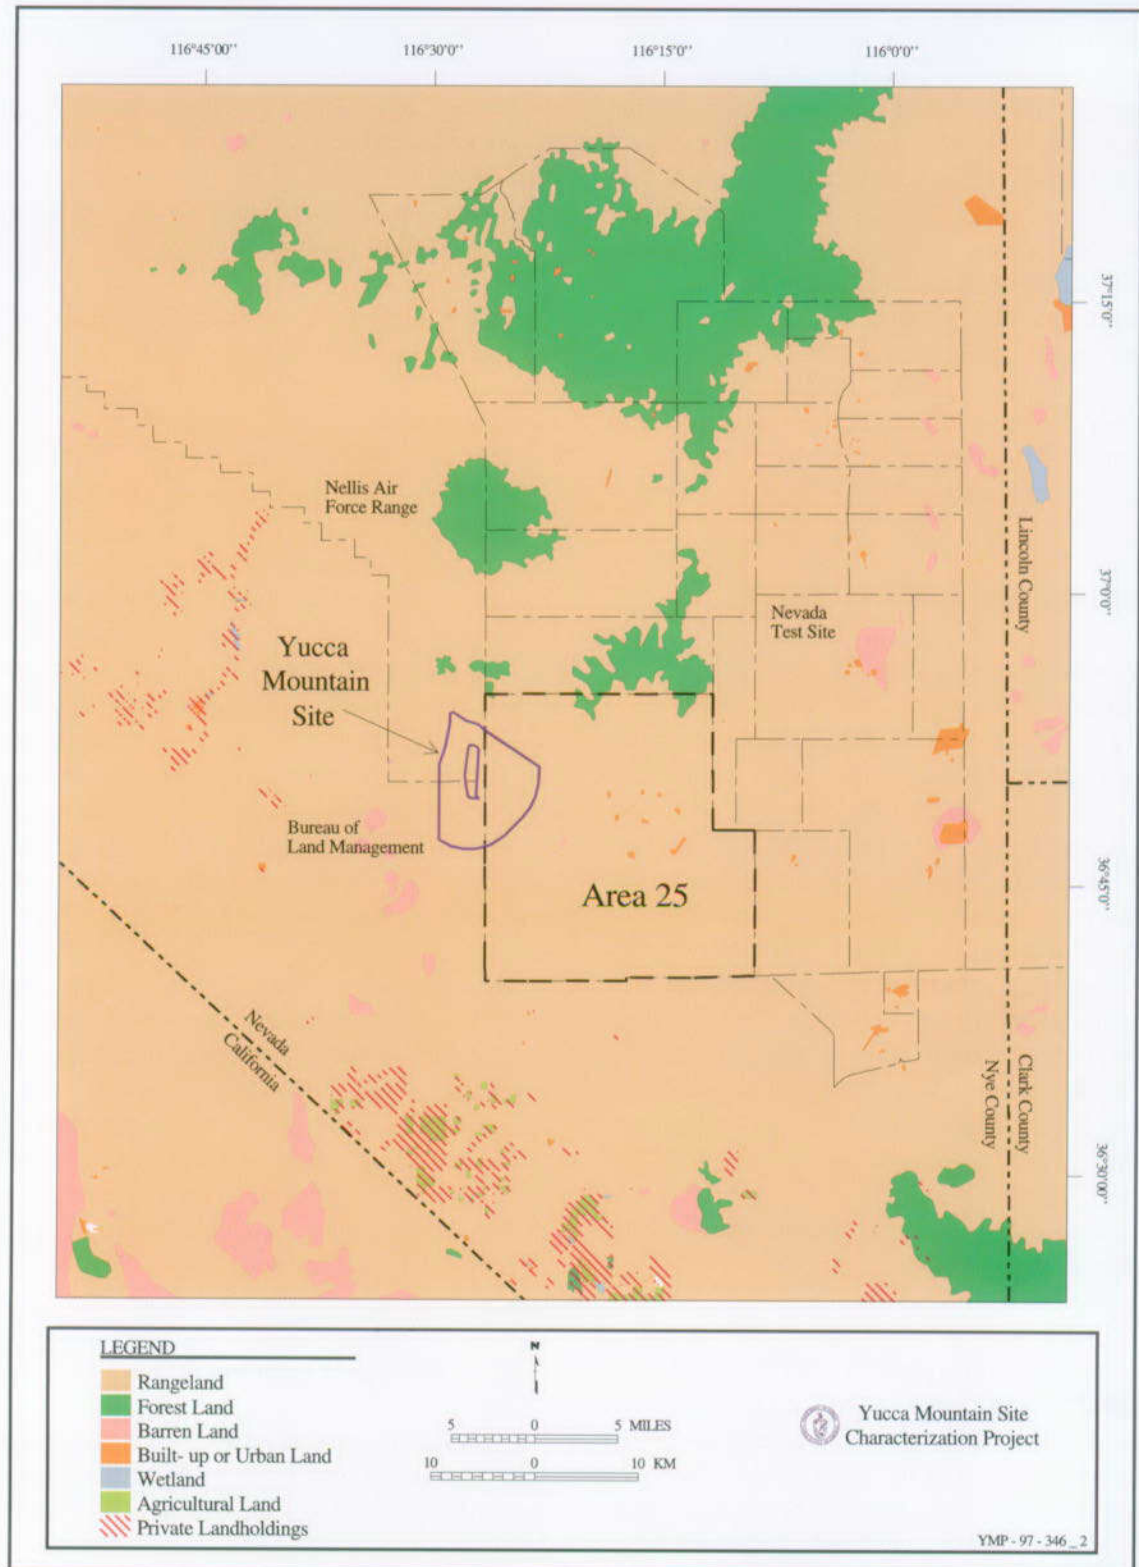 116°45'00''
116°30'0''
116°15'0''
116°0'0''
37°15'0''
Nellis Air
Force Range
Lincoln County
37°0'0''
Nevada
Test Site
Yucca
Mountain
Site
Bureau of
Land Management
36°45'0''
Area 25
Nevada
California
Clark County
Nye County
36°30'00''
LEGEND
Rangeland
Forest Land
Barren Land
Built- up or Urban Land
Wetland
Agricultural Land
Private Landholdings
N
5 0 5 MILES
10 0 10 KM
Yucca Mountain Site
Characterization Project
YMP - 97 - 346 _ 2